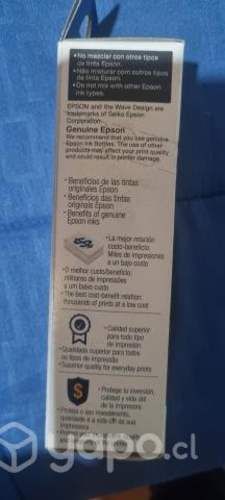 • No mezclar con otros tipos
de tinta Epson.
• Não misturar com outros tipos
de tinta Epson.
• Do not mix with other Epson
ink types.
EPSON and the Wave Design are
trademarks of Seiko Epson
Corporation.
Genuine Epson
We recommend that you use genuine
Epson Ink Bottles. The use of other
products may affect your print quality
and could result in printer damage.
• Beneficios de las tintas
originales Epson
• Benefícios das tintas
originais Epson
• Benefits of genuine
Epson inks
• La mejor relación
costo-beneficio.
Miles de impresiones
a un bajo costo
• O melhor custo/benefício:
milhares de impressões
a um baixo custo
• The best cost-benefit relation:
thousands of prints at a low cost
• Calidad superior
para todo tipo
de impresión
• Qualidade superior para todos
os tipos de impressão
• Superior quality for everyday prints
$
• Protege tu inversión,
calidad y vida del
impresora
yapo.cl